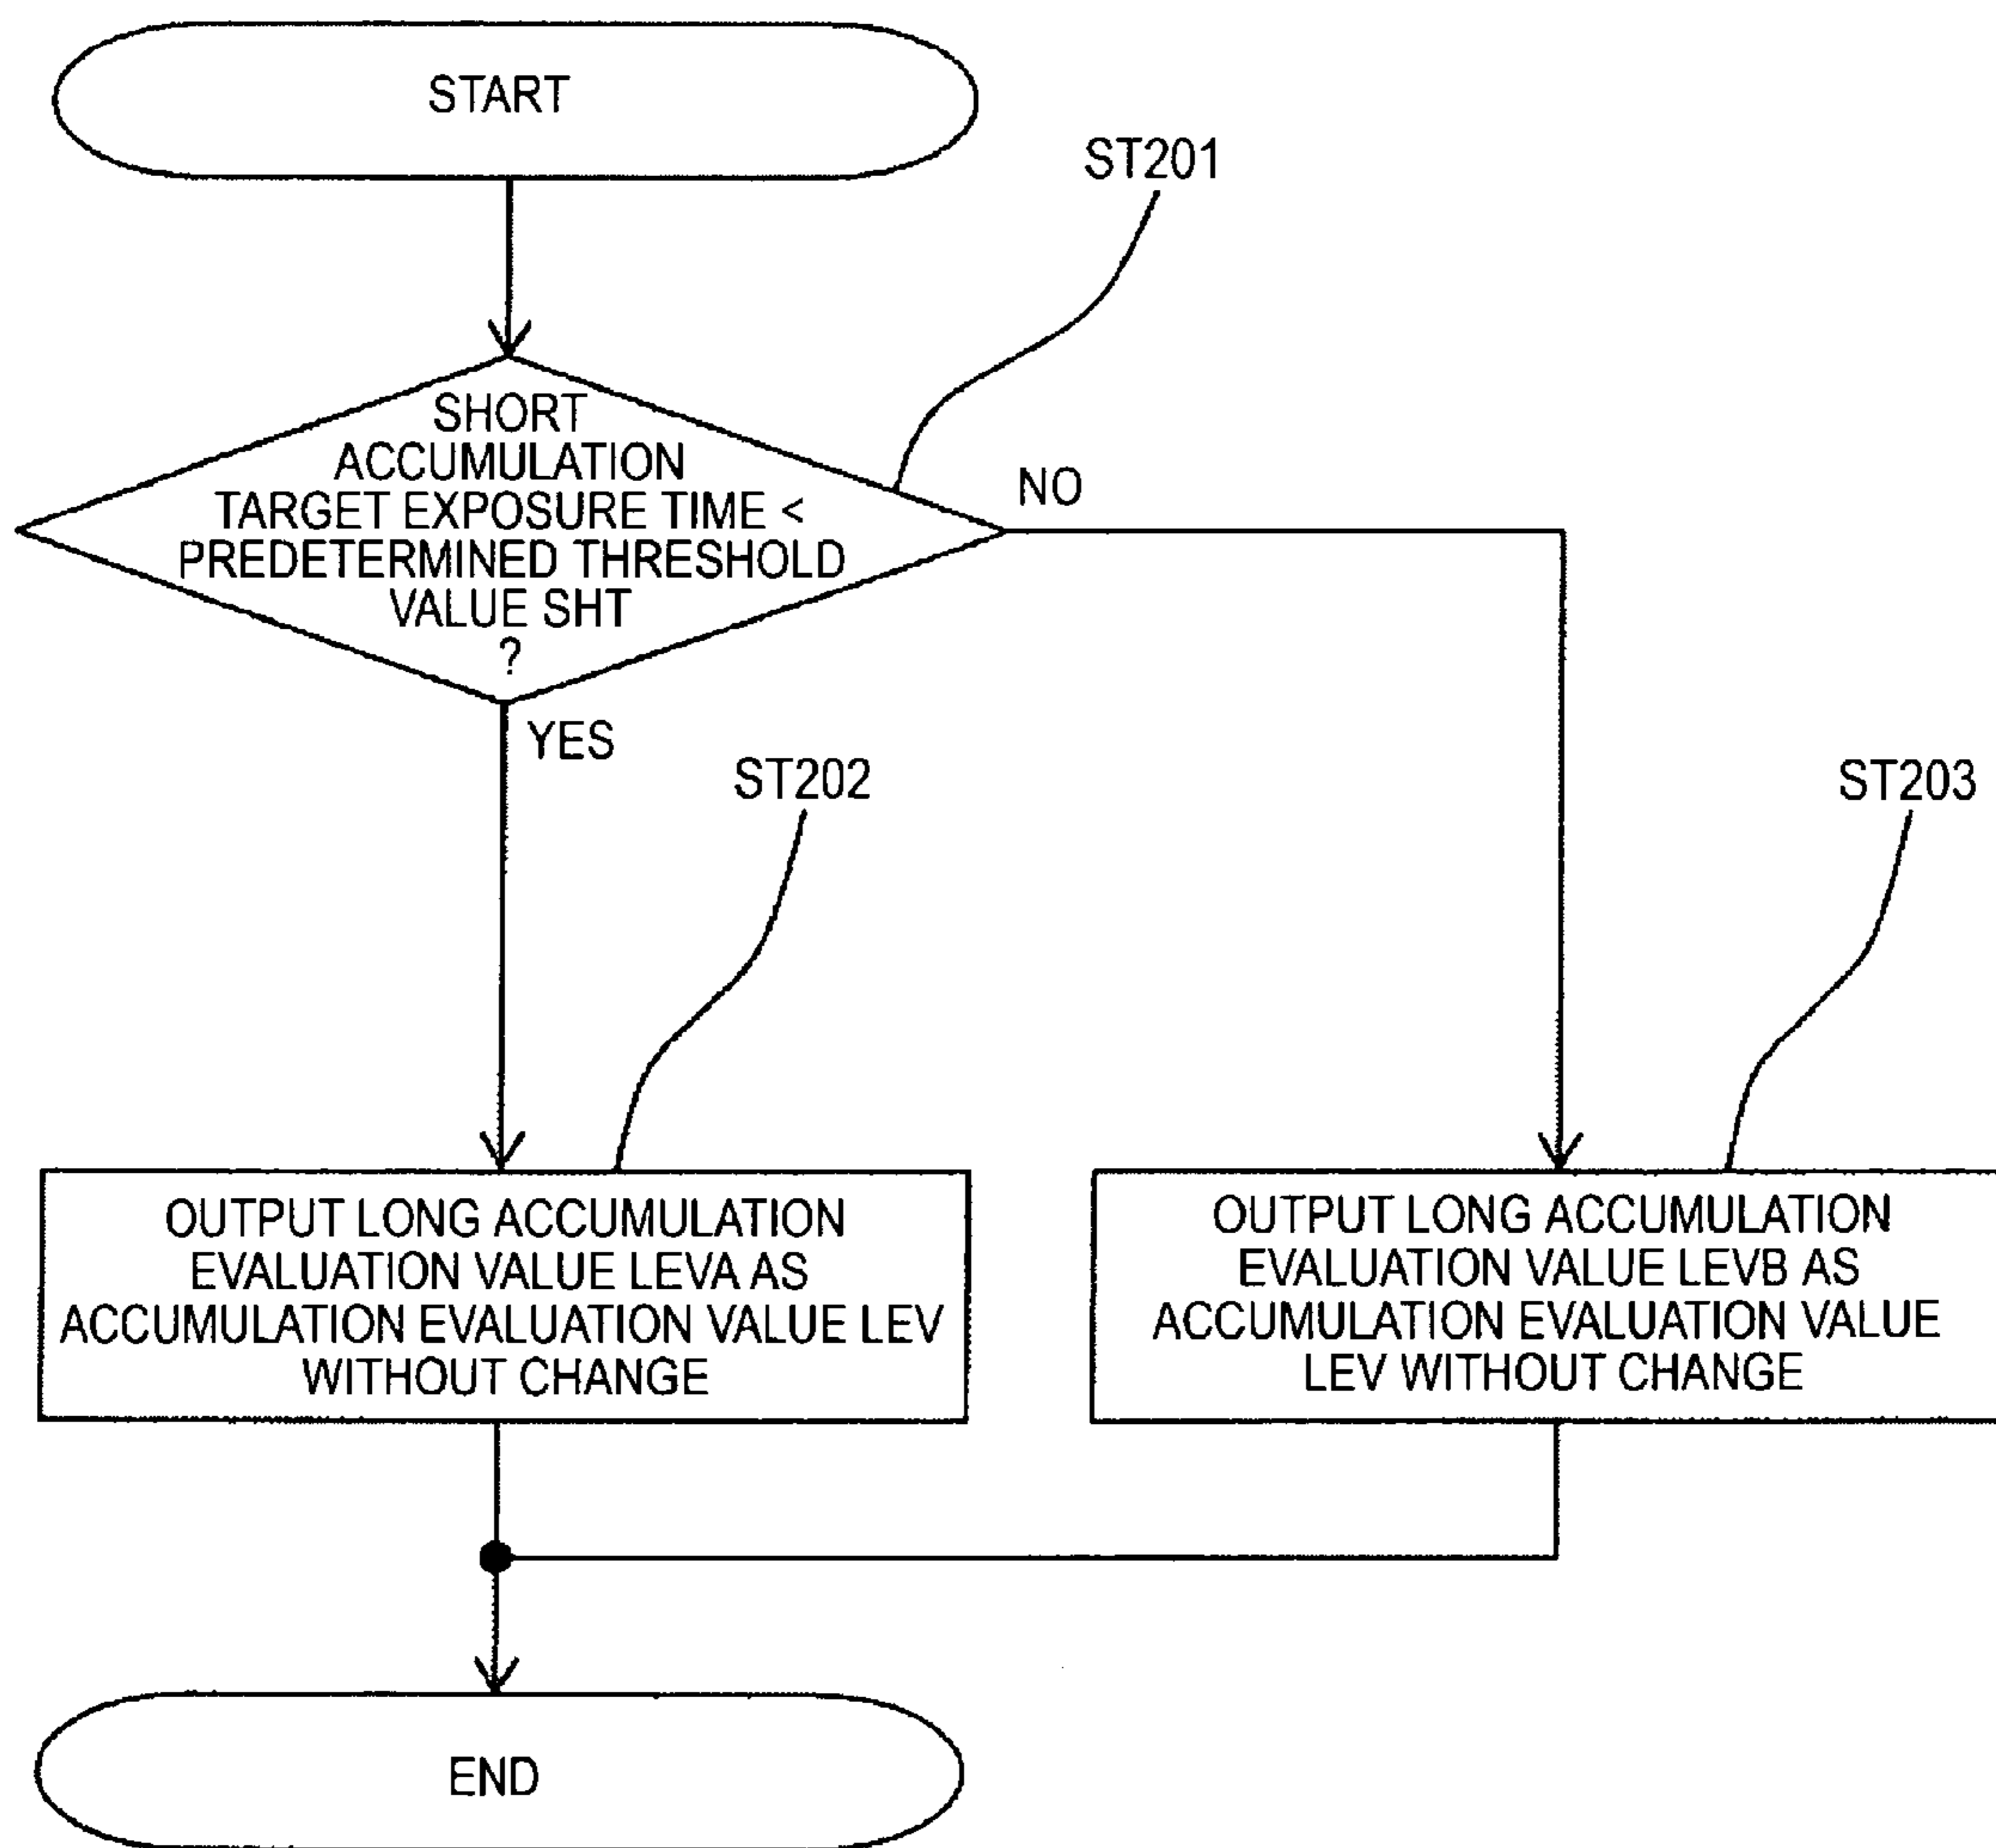 START
ST201
SHORT
ACCUMULATION
TARGET EXPOSURE TIME <
PREDETERMINED THRESHOLD
VALUE SHT
?
NO
YES
ST202
ST203
OUTPUT LONG ACCUMULATION
EVALUATION VALUE LEVA AS
ACCUMULATION EVALUATION VALUE LEV
WITHOUT CHANGE
OUTPUT LONG ACCUMULATION
EVALUATION VALUE LEVB AS
ACCUMULATION EVALUATION VALUE
LEV WITHOUT CHANGE
END